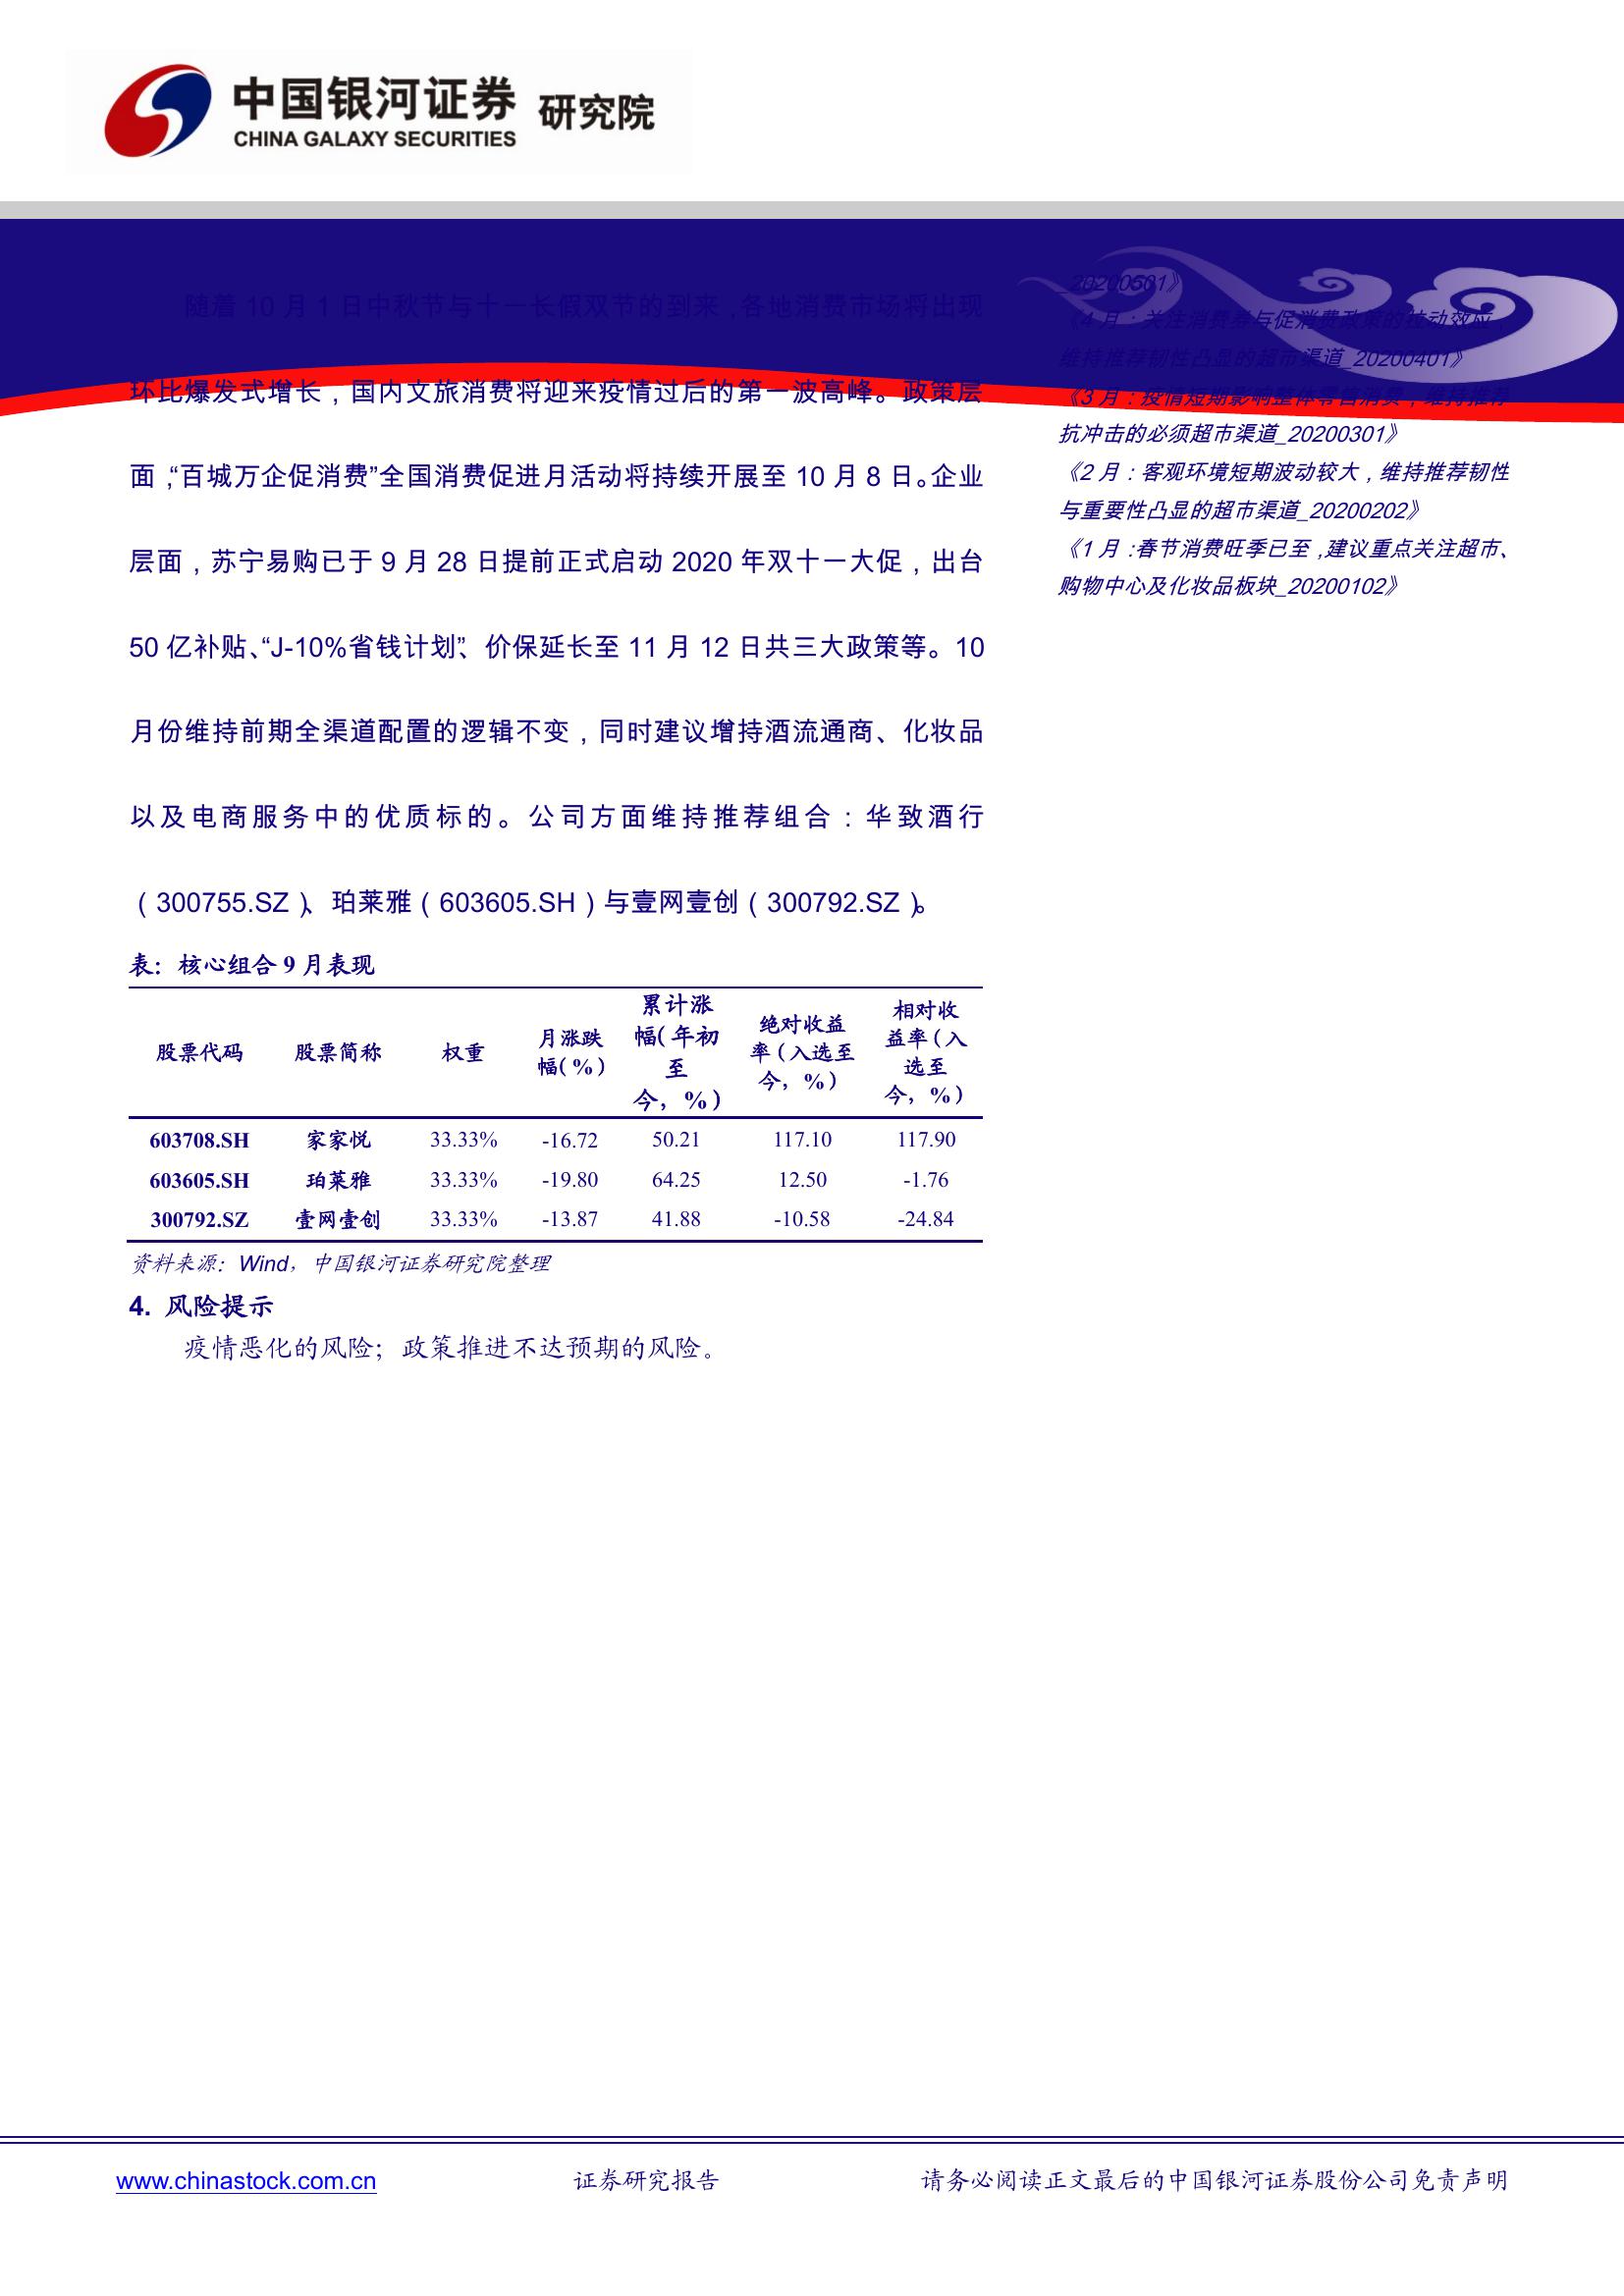 中国银河证券 研究院
CHINA GALAXY SECURITIES
随着 10 月 1 日中秋节与十一长假双节的到来，各地消费市场将出现
环比爆发式增长，国内文旅消费将迎来疫情过后的第一波高峰。政策层
面，“百城万企促消费”全国消费促进月活动将持续开展至 10 月 8 日。企业
层面，苏宁易购已于 9 月 28 日提前正式启动 2020 年双十一大促，出台
50 亿补贴、“J-10%省钱计划”、价保延长至 11 月 12 日共三大政策等。10
月份维持前期全渠道配置的逻辑不变，同时建议增持酒流通商、化妆品
以及电商服务中的优质标的。公司方面维持推荐组合：华致酒行
（300755.SZ）、珀莱雅（603605.SH）与壹网壹创（300792.SZ）。
表：核心组合 9 月表现
股票代码 股票简称 权重 月涨跌幅(%) 累计涨幅(年初至今，%) 绝对收益率(入选至今，%) 相对收益率(入选至今，%)
603708.SH 家家悦 33.33% -16.72 50.21 117.10 117.90
603605.SH 珀莱雅 33.33% -19.80 64.25 12.50 -1.76
300792.SZ 壹网壹创 33.33% -13.87 41.88 -10.58 -24.84
资料来源：Wind，中国银河证券研究院整理
4. 风险提示
疫情恶化的风险；政策推进不达预期的风险。
_20200501》
《4 月：关注消费券与促消费政策的拉动效应，
维持推荐韧性凸显的超市渠道_20200401》
《3 月：疫情短期影响整体零售消费，维持推荐
抗冲击的必须超市渠道_20200301》
《2 月：客观环境短期波动较大，维持推荐韧性
与重要性凸显的超市渠道_20200202》
《1 月：春节消费旺季已至，建议重点关注超市、
购物中心及化妆品板块_20200102》
www.chinastock.com.cn 证券研究报告 请务必阅读正文最后的中国银河证券股份公司免责声明